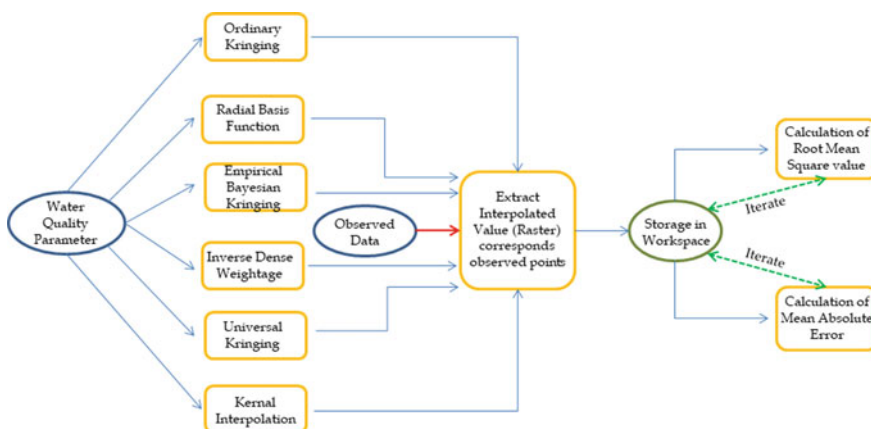 Ordinary
Kringing
Radial Basis
Function
Empirical
Bayesian
Kringing
Water
Quality
Parameter
Observed
Data
Inverse Dense
Weightage
Universal
Kringing
Kernal
Interpolation
Extract
Interpolated
Value (Raster)
corresponds
observed points
Storage in
Workspace
Calculation of
Root Mean
Square value
Iterate
Iterate
Calculation of
Mean Absolute
Error